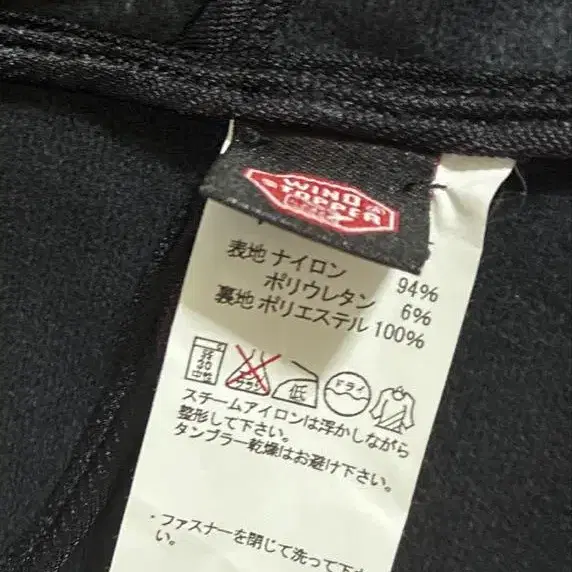 WIND
STOPPER
表地 ナイロン 94%
ポリウレタン 6%
裏地 ポリエステル 100%
弱
30
中性
低
ドライ
スチームアイロンは浮かしながら
整形して下さい。
タンブラー乾燥はお避け下さい。
・ファスナーを閉じて洗って下さ
い。